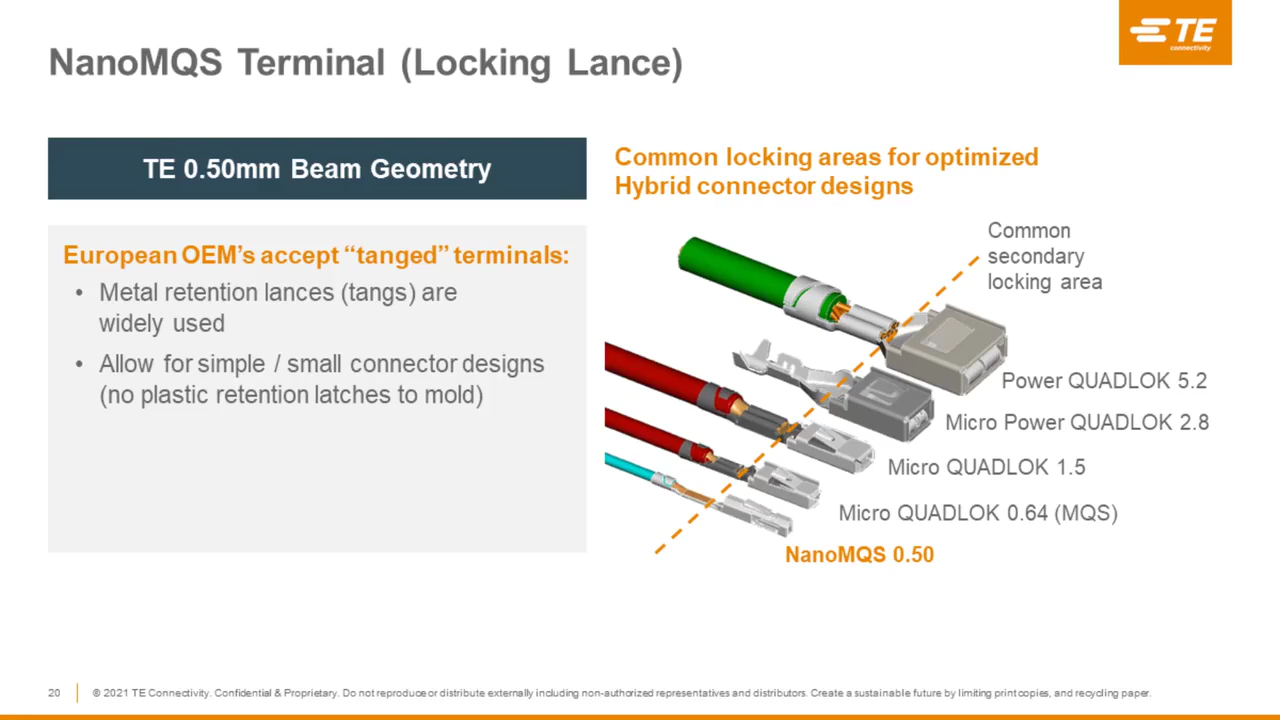 NanoMQS Terminal (Locking Lance)
TE
connectivity
TE 0.50mm Beam Geometry
European OEM’s accept “tanged” terminals:
• Metal retention lances (tangs) are
widely used
• Allow for simple / small connector designs
(no plastic retention latches to mold)
Common locking areas for optimized
Hybrid connector designs
Common
secondary
locking area
Power QUADLOK 5.2
Micro Power QUADLOK 2.8
Micro QUADLOK 1.5
Micro QUADLOK 0.64 (MQS)
NanoMQS 0.50
20
© 2021 TE Connectivity. Confidential & Proprietary. Do not reproduce or distribute externally including non-authorized representatives and distributors. Create a sustainable future by limiting print copies, and recycling paper.